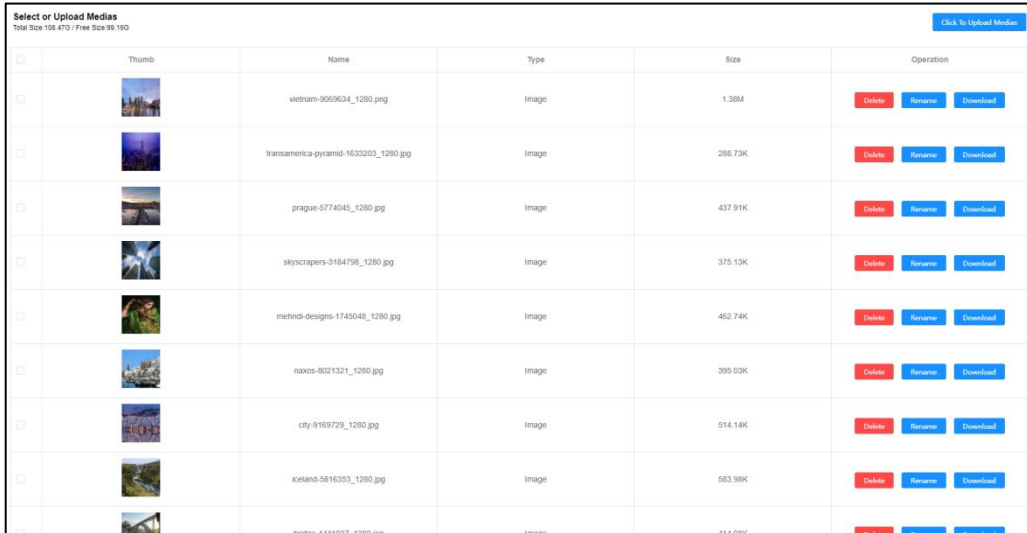 Select or Upload Medias
Total Size:108.47G / Free Size:99.16G
Click To Upload Medias
Thumb Name Type Size Operation
vietnam-9069634_1280.png Image 1.38M Delete Rename Download
transamerica-pyramid-1633203_1280.jpg Image 288.73K Delete Rename Download
prague-5774045_1280.jpg Image 437.91K Delete Rename Download
skyscrapers-3184798_1280.jpg Image 375.13K Delete Rename Download
mehndi-designs-1745048_1280.jpg Image 462.74K Delete Rename Download
naxos-8021321_1280.jpg Image 395.03K Delete Rename Download
city-9169729_1280.jpg Image 514.14K Delete Rename Download
iceland-5816353_1280.jpg Image 583.98K Delete Rename Download
Image Delete Rename Download